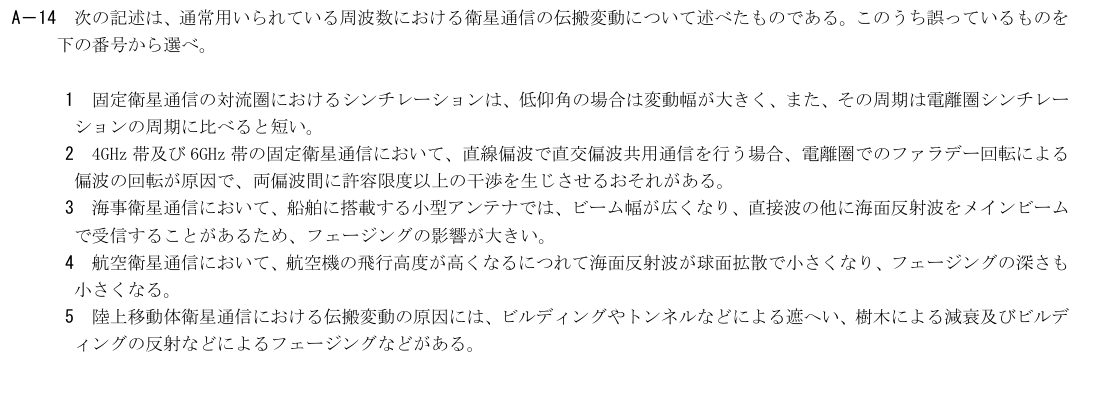 A－14 次の記述は、通常用いられている周波数における衛星通信の伝搬変動について述べたものである。このうち誤っているものを
下の番号から選べ。
1 固定衛星通信の対流圏におけるシンチレーションは、低仰角の場合は変動幅が大きく、また、その周期は電離圏シンチレー
ションの周期に比べると短い。
2 4GHz 帯及び 6GHz 帯の固定衛星通信において、直線偏波で直交偏波共用通信を行う場合、電離圏でのファラデー回転による
偏波の回転が原因で、両偏波間に許容限度以上の干渉を生じさせるおそれがある。
3 海事衛星通信において、船舶に搭載する小型アンテナでは、ビーム幅が広くなり、直接波の他に海面反射波をメインビーム
で受信することがあるため、フェージングの影響が大きい。
4 航空衛星通信において、航空機の飛行高度が高くなるにつれて海面反射波が球面拡散で小さくなり、フェージングの深さも
小さくなる。
5 陸上移動体衛星通信における伝搬変動の原因には、ビルディングやトンネルなどによる遮へい、樹木による減衰及びビルデ
ィングの反射などによるフェージングなどがある。